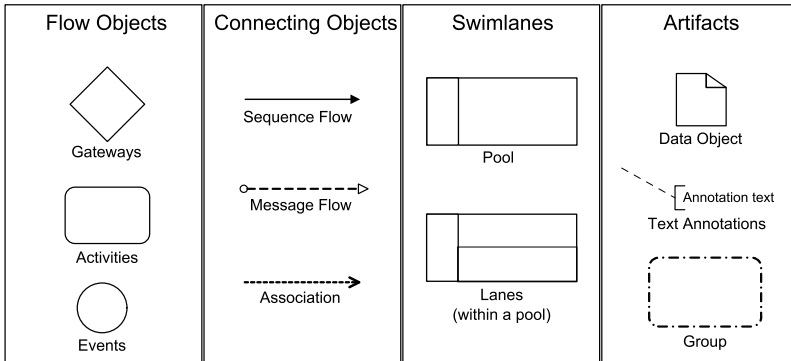 Flow Objects
Gateways
Activities
Events
Connecting Objects
Sequence Flow
Message Flow
Association
Swimlanes
Pool
Lanes
(within a pool)
Artifacts
Data Object
Annotation text
Text Annotations
Group